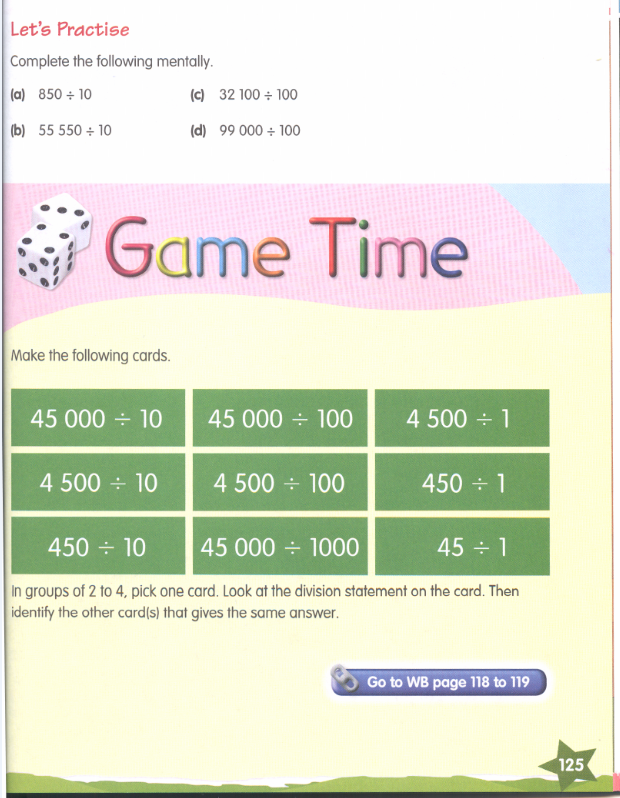 Let's Practise
Complete the following mentally.
(a) 850 ÷ 10 (c) 32 100 ÷ 100
(b) 55 550 ÷ 10 (d) 99 000 ÷ 100
Game Time
Make the following cards.
45 000 ÷ 10 45 000 ÷ 100 4 500 ÷ 1
4 500 ÷ 10 4 500 ÷ 100 450 ÷ 1
450 ÷ 10 45 000 ÷ 1000 45 ÷ 1
In groups of 2 to 4, pick one card. Look at the division statement on the card. Then
identify the other card(s) that gives the same answer.
Go to WB page 118 to 119
125